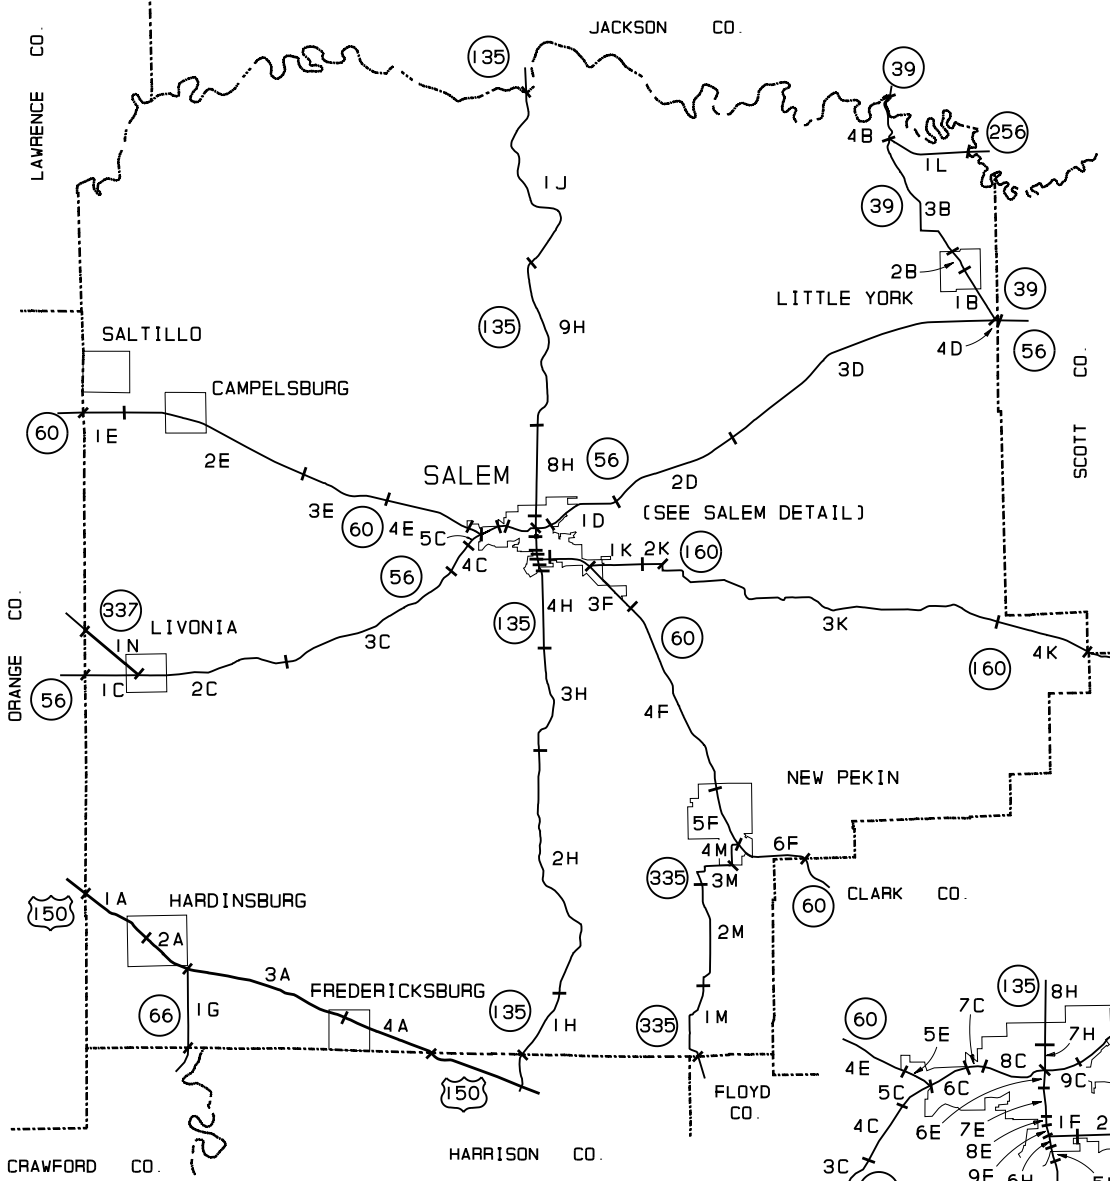 JACKSON CO.
LAWRENCE CO.
135
39
256
4B
1L
1J
39
3B
2B
LITTLE YORK
1B
39
135
9H
SALTILLO
4D
56
3D
CAMPELSBURG
SCOTT CO.
60
1E
2E
SALEM
8H
56
2D
3E
60
4E
5C
1D
(SEE SALEM DETAIL)
4C
56
1K
2K
160
3F
337
LIVONIA
1N
3C
4H
135
60
3K
4K
160
ORANGE CO.
56
1C
2C
3H
4F
NEW PEKIN
5F
4M
6F
2H
335
3M
60
CLARK CO.
150
1A
HARDINSBURG
2A
2M
3A
FREDERICKSBURG
66
1G
4A
135
1H
335
1M
150
FLOYD
CO.
HARRISON CO.
CRAWFORD CO.
135
8H
7C
60
5E
7H
4E
8C
5C
6C
9C
4C
6E
7E
1F
2
8E
3C
9E
6H